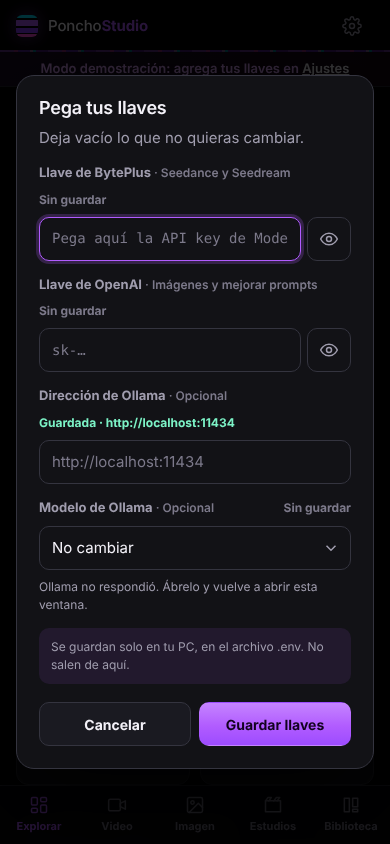 PonchoStudio
Modo demostración: agrega tus llaves en Ajustes
Pega tus llaves
Deja vacío lo que no quieras cambiar.
Llave de BytePlus · Seedance y Seedream
Sin guardar
Pega aquí la API key de Mode
Llave de OpenAI · Imágenes y mejorar prompts
Sin guardar
sk-…
Dirección de Ollama · Opcional
Guardada · http://localhost:11434
http://localhost:11434
Modelo de Ollama · Opcional Sin guardar
No cambiar
Ollama no respondió. Ábrelo y vuelve a abrir esta
ventana.
Se guardan solo en tu PC, en el archivo .env. No
salen de aquí.
Cancelar Guardar llaves
Explorar Video Imagen Estudios Biblioteca